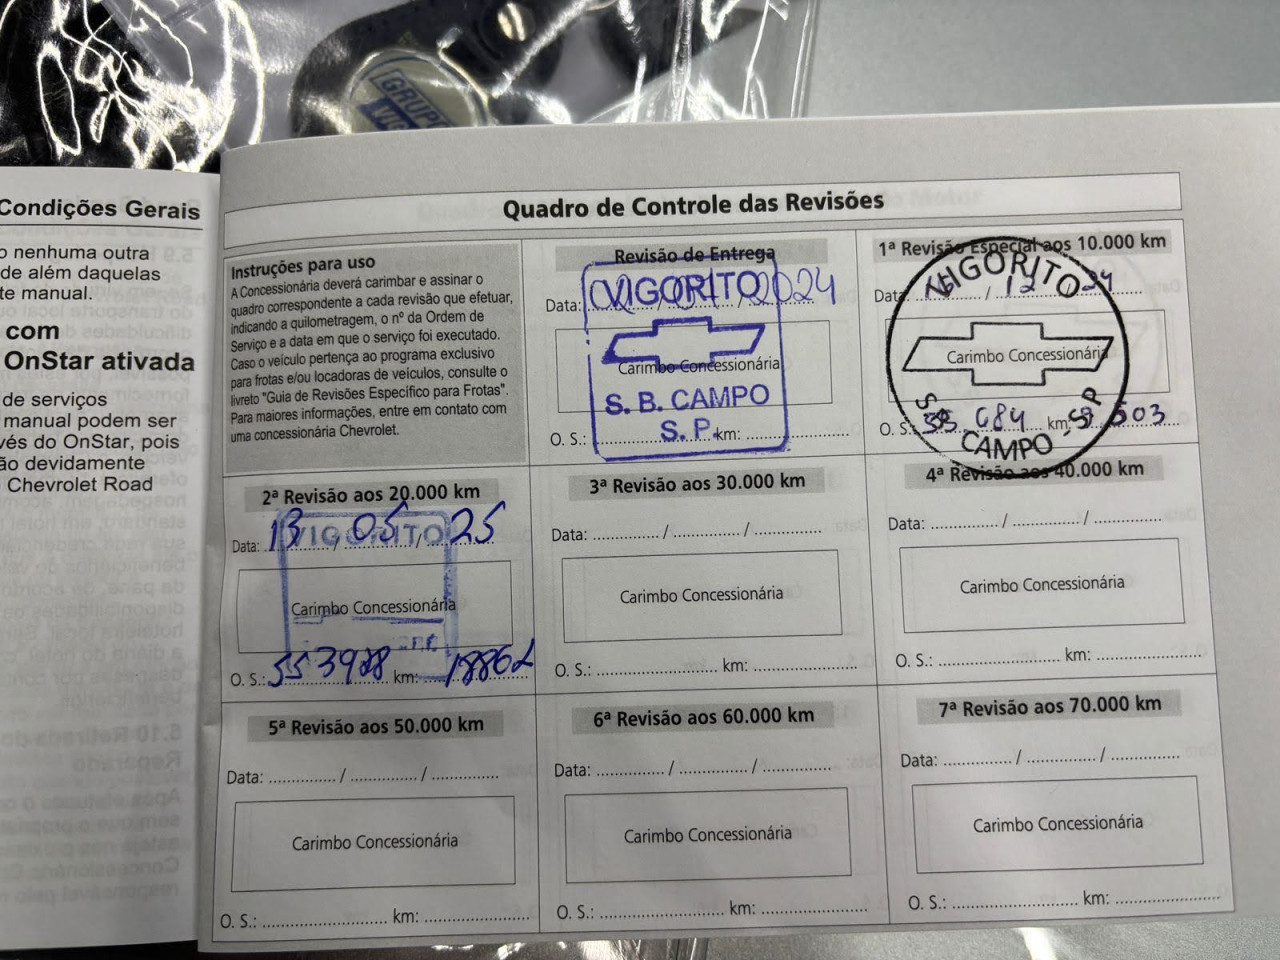 GRUPO
Condições Gerais
o nenhuma outra
de além daquelas
te manual.
com
OnStar ativada
de serviços
manual podem ser
vés do OnStar, pois
ão devidamente
Chevrolet Road
Quadro de Controle das Revisões
Instruções para uso
A Concessionária deverá carimbar e assinar o
quadro correspondente a cada revisão que efetuar,
indicando a quilometragem, o nº da Ordem de
Serviço e a data em que o serviço foi executado.
Caso o veículo pertença ao programa exclusivo
para frotas e/ou locadoras de veículos, consulte o
livreto "Guia de Revisões Especifico para Frotas".
Para maiores informações, entre em contato com
uma concessionária Chevrolet.
Revisão de Entrega
Data: / 2024
VIGORITO
Carimbo Concessionária
S. B. CAMPO
S. P.
O. S.: km:
1ª Revisão Especial aos 10.000 km
Data: / 12 / 24
VIGORITO
Carimbo Concessionária
CAMPO - S.P
O. S. km:
2ª Revisão aos 20.000 km
Data: 13 / 05 / 25
VIGORITO
Carimbo Concessionária
O. S.: km:
3ª Revisão aos 30.000 km
Data: / /
Carimbo Concessionária
O. S.: km:
4ª Revisão aos 40.000 km
Data: / /
Carimbo Concessionária
O. S.: km:
5ª Revisão aos 50.000 km
Data: / /
Carimbo Concessionária
O. S.: km:
6ª Revisão aos 60.000 km
Data: / /
Carimbo Concessionária
O. S.: km:
7ª Revisão aos 70.000 km
Data: / /
Carimbo Concessionária
O. S.: km: